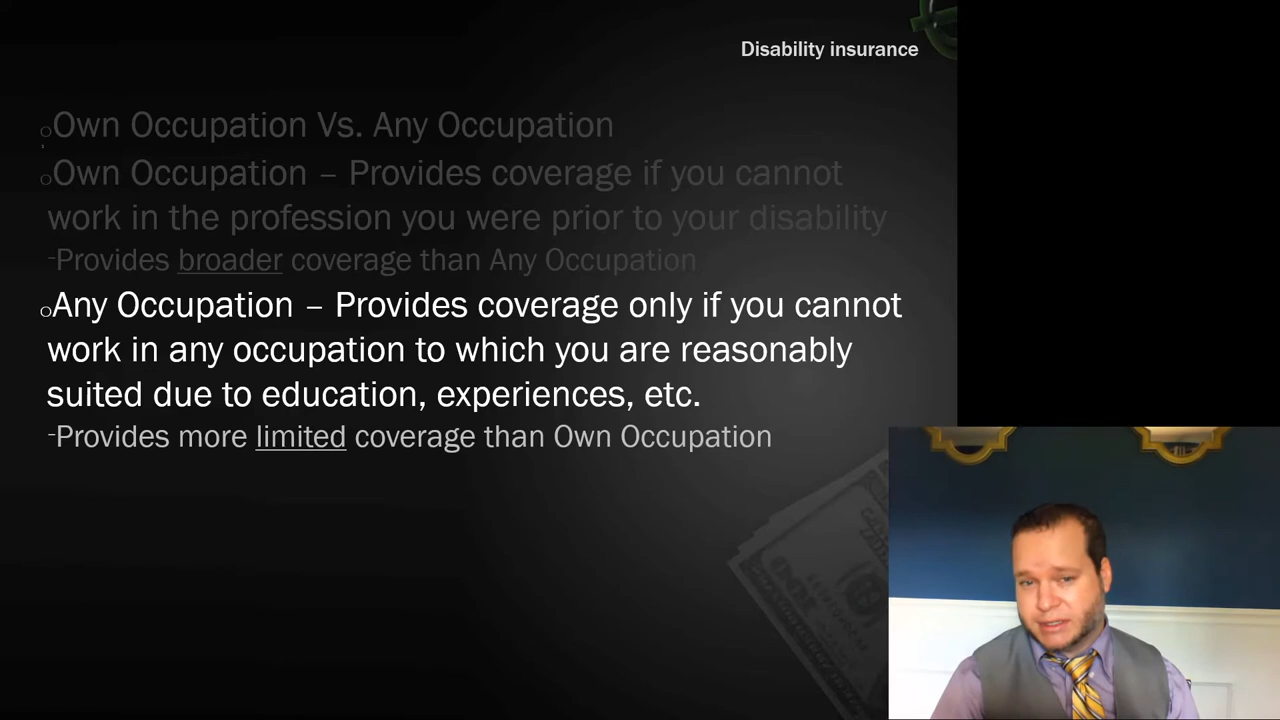 Disability insurance
Own Occupation Vs. Any Occupation
Own Occupation – Provides coverage if you cannot
work in the profession you were prior to your disability
-Provides broader coverage than Any Occupation
Any Occupation – Provides coverage only if you cannot
work in any occupation to which you are reasonably
suited due to education, experiences, etc.
-Provides more limited coverage than Own Occupation